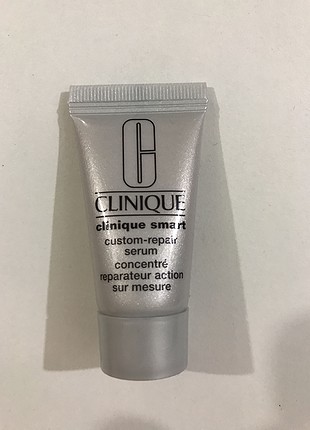 C
CLINIQUE
clinique smart
custom-repair
serum
concentré
reparateur action
sur mesure